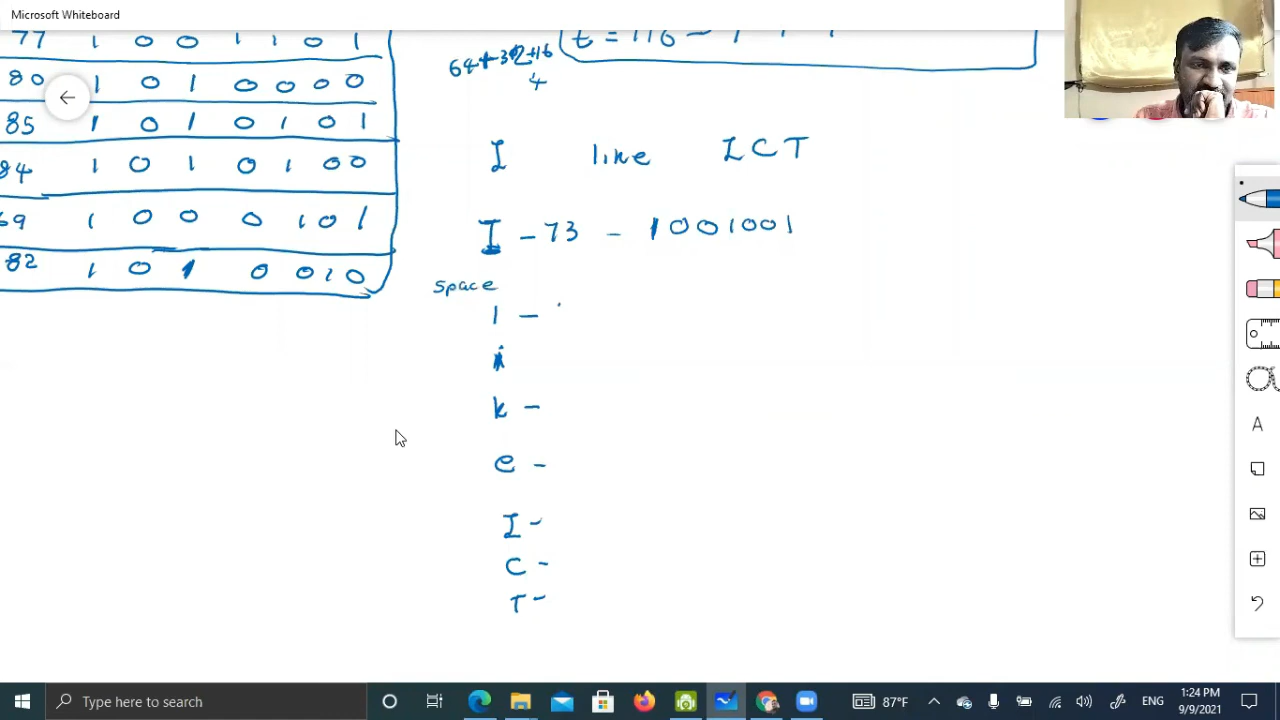 Microsoft Whiteboard
77 1 0 0 1 1 0 1
80 1 0 1 0 0 0 0
85 1 0 1 0 1 0 1
84 1 0 1 0 1 0 0
69 1 0 0 0 1 0 1
82 1 0 1 0 0 1 0
64+32+16
4
t = 116 -
I like ICT
I - 73 - 1001001
space
l -
i
k -
e -
I -
C -
T -
A
Type here to search
87°F
ENG
1:24 PM
9/9/2021